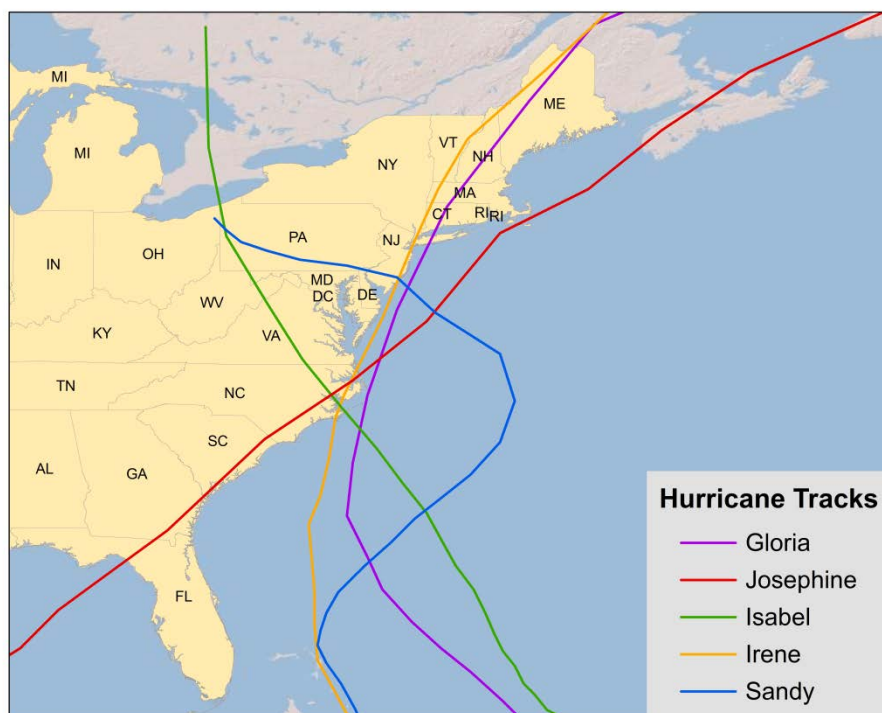 MI
ME
MI
VT
NH
NY
MA
CT
RI
RI
PA
NJ
OH
IN
MD
DE
DC
WV
VA
KY
TN
NC
SC
AL
GA
FL
Hurricane Tracks
Gloria
Josephine
Isabel
Irene
Sandy